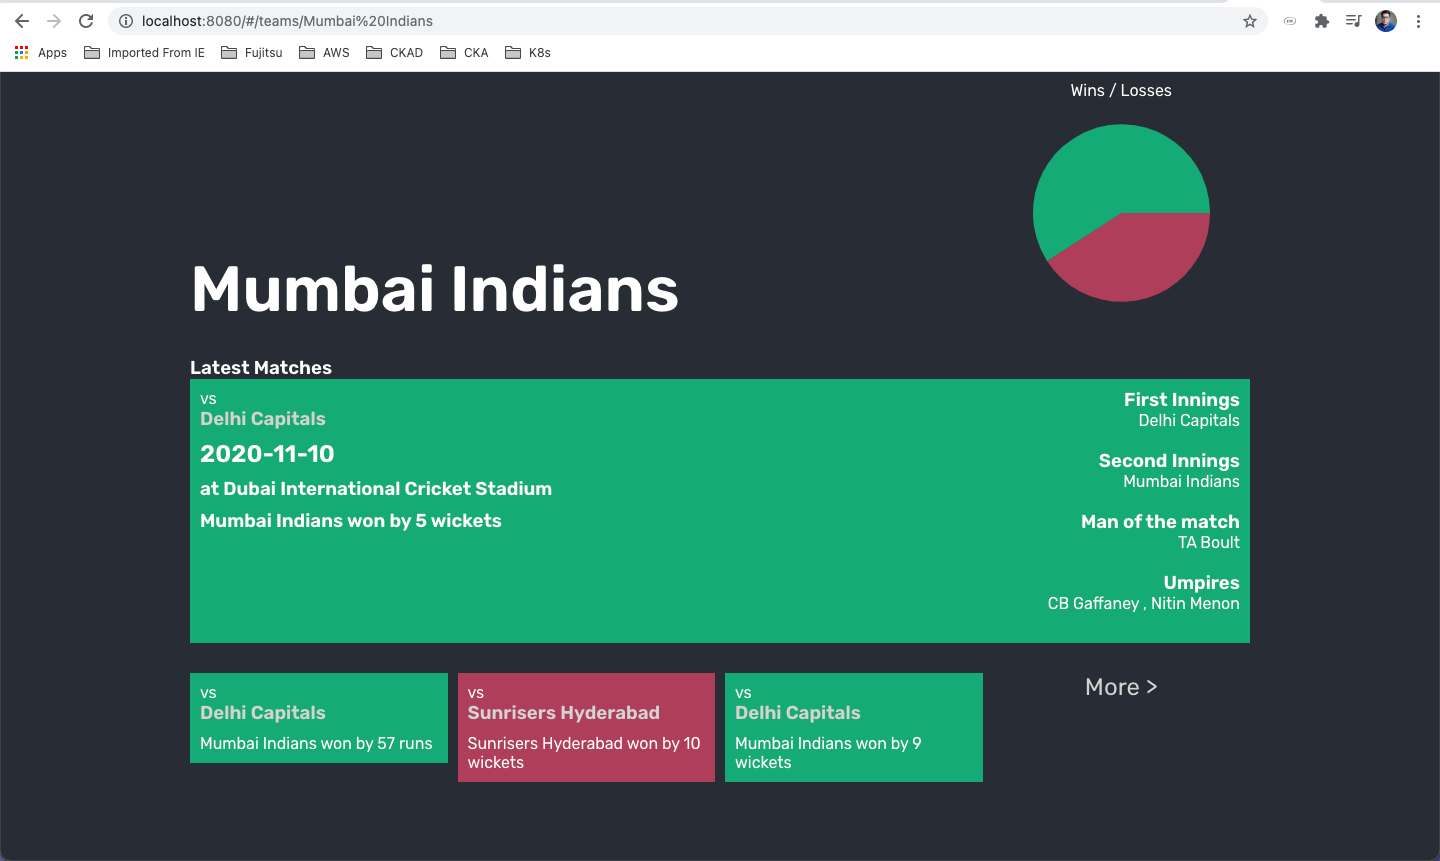 localhost:8080/#/teams/Mumbai%20Indians
Apps Imported From IE Fujitsu AWS CKAD CKA K8s
Wins / Losses
Mumbai Indians
Latest Matches
vs
Delhi Capitals
2020-11-10
at Dubai International Cricket Stadium
Mumbai Indians won by 5 wickets
First Innings
Delhi Capitals
Second Innings
Mumbai Indians
Man of the match
TA Boult
Umpires
CB Gaffaney , Nitin Menon
vs
Delhi Capitals
Mumbai Indians won by 57 runs
vs
Sunrisers Hyderabad
Sunrisers Hyderabad won by 10
wickets
vs
Delhi Capitals
Mumbai Indians won by 9
wickets
More >